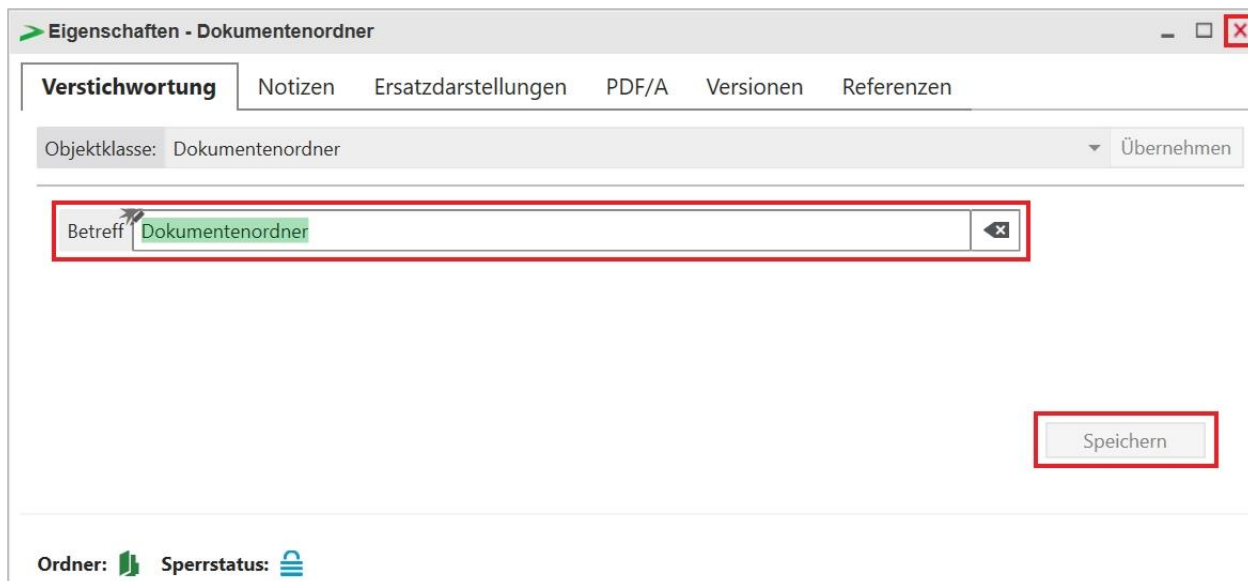 Eigenschaften - Dokumentenordner
Verstichwortung Notizen Ersatzdarstellungen PDF/A Versionen Referenzen
Objektklasse: Dokumentenordner Übernehmen
Betreff Dokumentenordner
Speichern
Ordner: Sperrstatus: